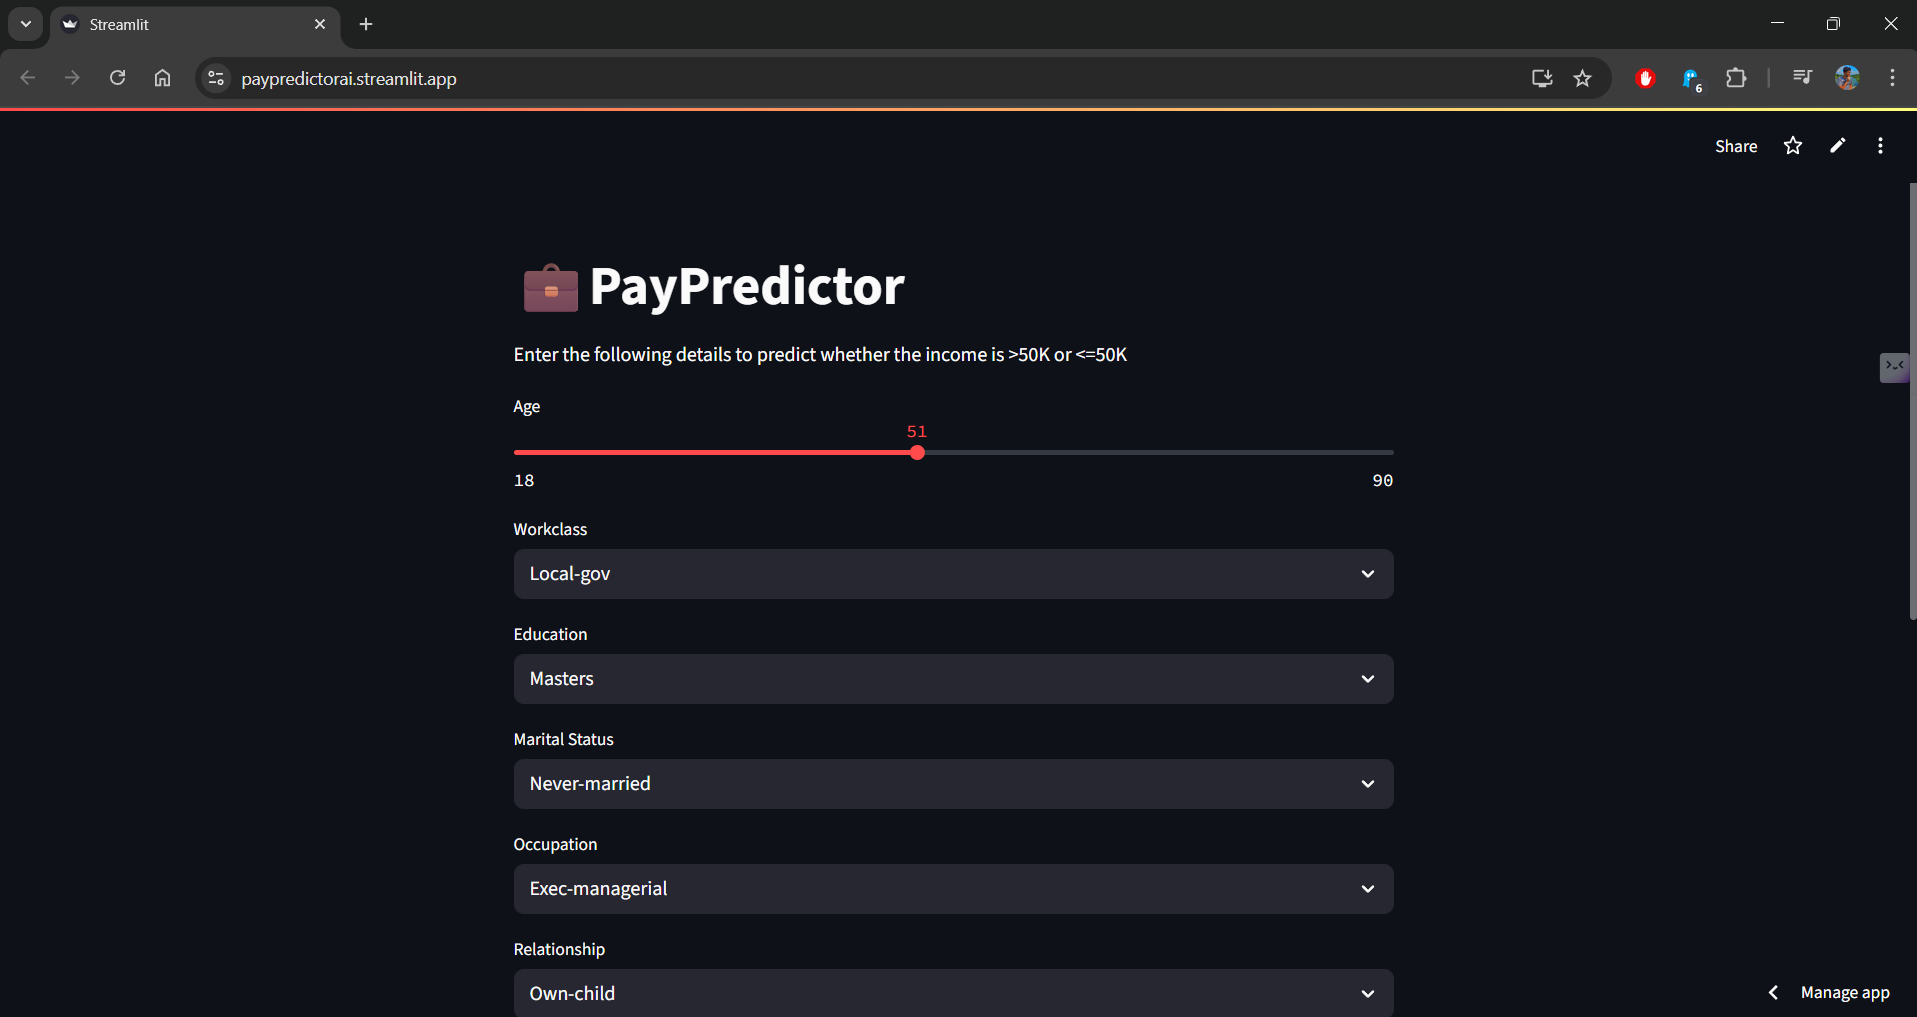 Streamlit
paypredictorai.streamlit.app
6
Share
PayPredictor
Enter the following details to predict whether the income is >50K or <=50K
Age
51
18 90
Workclass
Local-gov
Education
Masters
Marital Status
Never-married
Occupation
Exec-managerial
Relationship
Own-child
Manage app